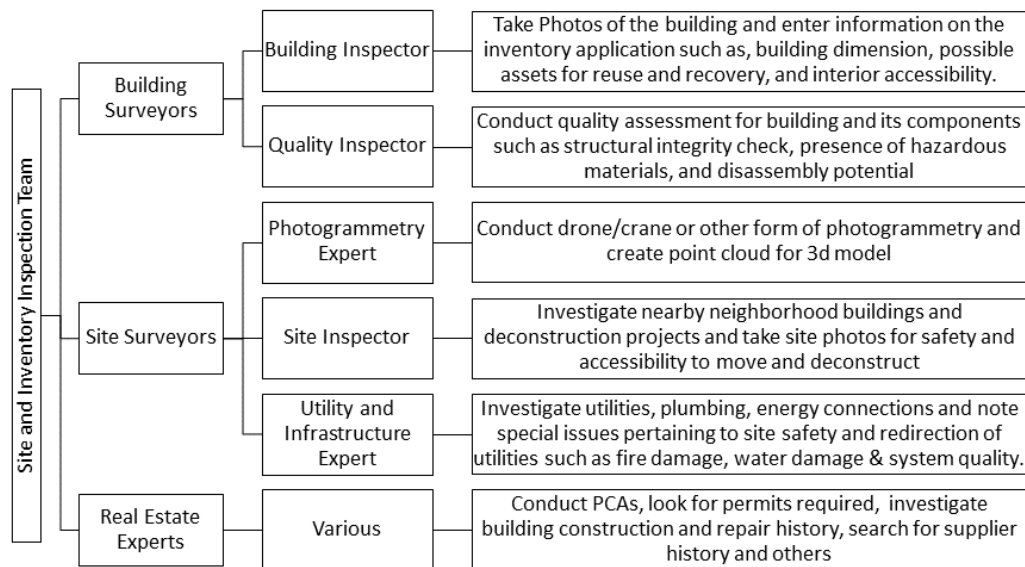 Site and Inventory Inspection Team
Building
Surveyors
Building Inspector
Take Photos of the building and enter information on the
inventory application such as, building dimension, possible
assets for reuse and recovery, and interior accessibility.
Quality Inspector
Conduct quality assessment for building and its components
such as structural integrity check, presence of hazardous
materials, and disassembly potential
Site Surveyors
Photogrammetry
Expert
Conduct drone/crane or other form of photogrammetry and
create point cloud for 3d model
Site Inspector
Investigate nearby neighborhood buildings and
deconstruction projects and take site photos for safety and
accessibility to move and deconstruct
Utility and
Infrastructure
Expert
Investigate utilities, plumbing, energy connections and note
special issues pertaining to site safety and redirection of
utilities such as fire damage, water damage & system quality.
Real Estate
Experts
Various
Conduct PCAs, look for permits required,  investigate
building construction and repair history, search for supplier
history and others